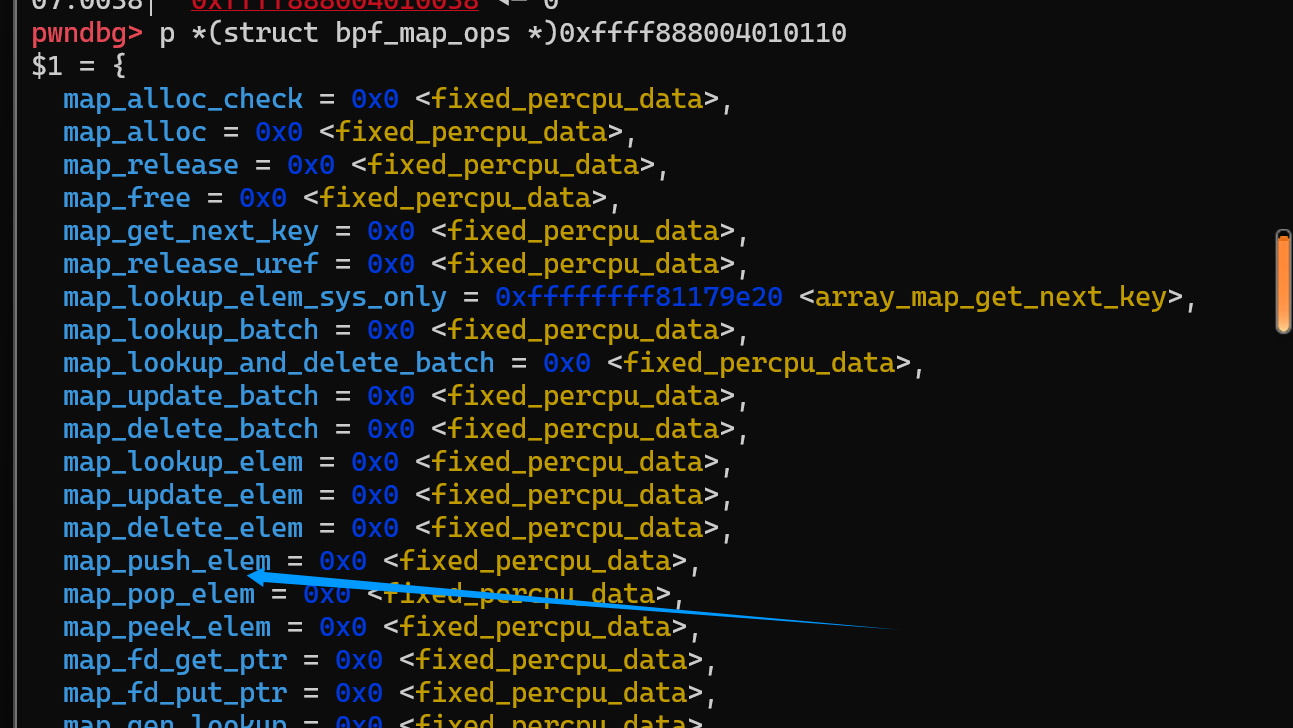 07:0038│ 0xffff888004010038 ◂— 0
pwndbg> p *(struct bpf_map_ops *)0xffff888004010110
$1 = {
  map_alloc_check = 0x0 <fixed_percpu_data>,
  map_alloc = 0x0 <fixed_percpu_data>,
  map_release = 0x0 <fixed_percpu_data>,
  map_free = 0x0 <fixed_percpu_data>,
  map_get_next_key = 0x0 <fixed_percpu_data>,
  map_release_uref = 0x0 <fixed_percpu_data>,
  map_lookup_elem_sys_only = 0xffffffff81179e20 <array_map_get_next_key>,
  map_lookup_batch = 0x0 <fixed_percpu_data>,
  map_lookup_and_delete_batch = 0x0 <fixed_percpu_data>,
  map_update_batch = 0x0 <fixed_percpu_data>,
  map_delete_batch = 0x0 <fixed_percpu_data>,
  map_lookup_elem = 0x0 <fixed_percpu_data>,
  map_update_elem = 0x0 <fixed_percpu_data>,
  map_delete_elem = 0x0 <fixed_percpu_data>,
  map_push_elem = 0x0 <fixed_percpu_data>,
  map_pop_elem = 0x0 <fixed_percpu_data>,
  map_peek_elem = 0x0 <fixed_percpu_data>,
  map_fd_get_ptr = 0x0 <fixed_percpu_data>,
  map_fd_put_ptr = 0x0 <fixed_percpu_data>,
  map_gen_lookup = 0x0 <fixed_percpu_data>,